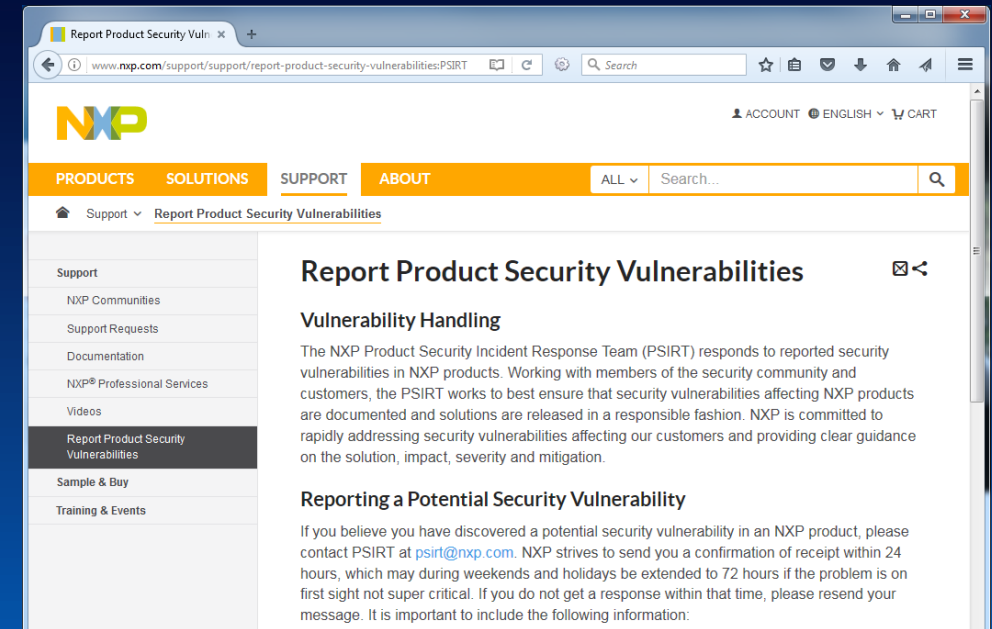 Report Product Security Vuln
www.nxp.com/support/support/report-product-security-vulnerabilities:PSIRT
Search
NXP
ACCOUNT ENGLISH CART
PRODUCTS SOLUTIONS SUPPORT ABOUT ALL Search...
Support Report Product Security Vulnerabilities
Support
NXP Communities
Support Requests
Documentation
NXP® Professional Services
Videos
Report Product Security
Vulnerabilities
Sample & Buy
Training & Events
Report Product Security Vulnerabilities
Vulnerability Handling
The NXP Product Security Incident Response Team (PSIRT) responds to reported security
vulnerabilities in NXP products. Working with members of the security community and
customers, the PSIRT works to best ensure that security vulnerabilities affecting NXP products
are documented and solutions are released in a responsible fashion. NXP is committed to
rapidly addressing security vulnerabilities affecting our customers and providing clear guidance
on the solution, impact, severity and mitigation.
Reporting a Potential Security Vulnerability
If you believe you have discovered a potential security vulnerability in an NXP product, please
contact PSIRT at psirt@nxp.com. NXP strives to send you a confirmation of receipt within 24
hours, which may during weekends and holidays be extended to 72 hours if the problem is on
first sight not super critical. If you do not get a response within that time, please resend your
message. It is important to include the following information: